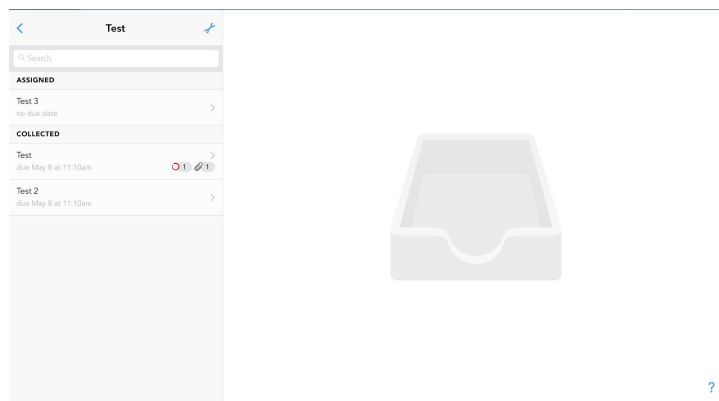 Test
Search
ASSIGNED
Test 3
no due date
COLLECTED
Test
due May 8 at 11:10am
1 1
Test 2
due May 8 at 11:10am
?